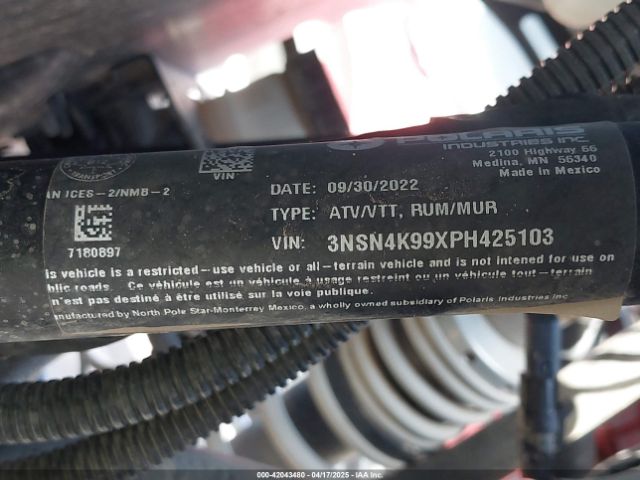 POLARIS
INDUSTRIES INC.
2100 Highway 55
Medina, MN 55340
Made in Mexico
VIN
DATE: 09/30/2022
AN ICES-2/NMB-2
TYPE: ATV/VTT, RUM/MUR
7180897
VIN: 3NSN4K99XPH425103
is vehicle is a restricted-use vehicle or all-terrain vehicle and is not intended for use on
blic roads. Ce véhicule est un véhicule à usage restreint ou un véhicule tout-terrain
n'est pas destiné à être utilisé sur la voie publique.
nufactured by North Pole Star-Monterrey Mexico, a wholly owned subsidiary of Polaris Industries Inc
000-42043480 - 04/17/2025 - IAAI.COM